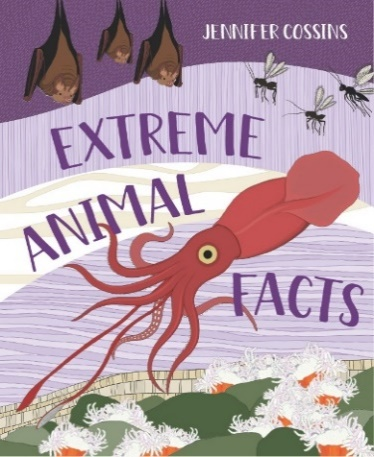 JENNIFER COSSINS
EXTREME
ANIMAL
FACTS